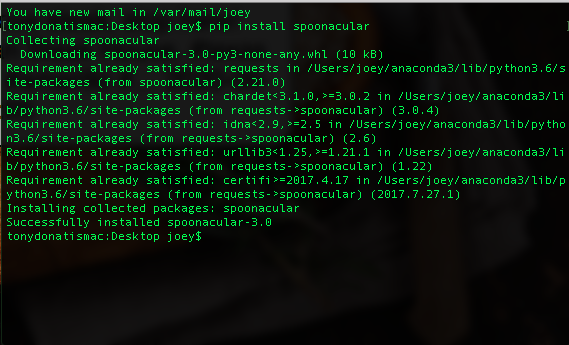 You have new mail in /var/mail/joey
[tonydonatismac:Desktop joey$ pip install spoonacular ]
Collecting spoonacular
  Downloading spoonacular-3.0-py3-none-any.whl (10 kB)
Requirement already satisfied: requests in /Users/joey/anaconda3/lib/python3.6/s
ite-packages (from spoonacular) (2.21.0)
Requirement already satisfied: chardet<3.1.0,>=3.0.2 in /Users/joey/anaconda3/li
b/python3.6/site-packages (from requests->spoonacular) (3.0.4)
Requirement already satisfied: idna<2.9,>=2.5 in /Users/joey/anaconda3/lib/pytho
n3.6/site-packages (from requests->spoonacular) (2.6)
Requirement already satisfied: urllib3<1.25,>=1.21.1 in /Users/joey/anaconda3/li
b/python3.6/site-packages (from requests->spoonacular) (1.22)
Requirement already satisfied: certifi>=2017.4.17 in /Users/joey/anaconda3/lib/p
ython3.6/site-packages (from requests->spoonacular) (2017.7.27.1)
Installing collected packages: spoonacular
Successfully installed spoonacular-3.0
tonydonatismac:Desktop joey$